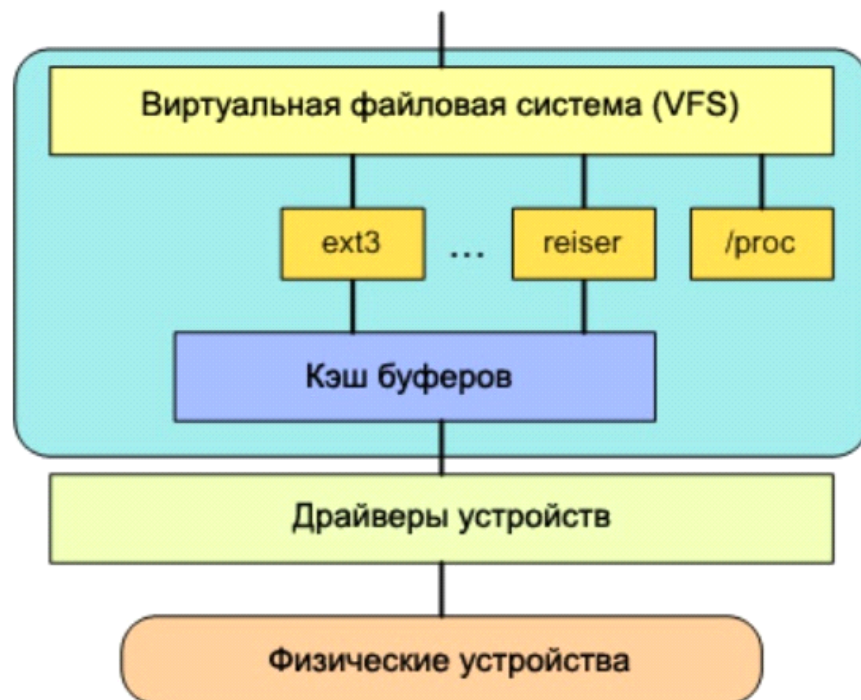 Виртуальная файловая система (VFS)
ext3 ... reiser /proc
Кэш буферов
Драйверы устройств
Физические устройства